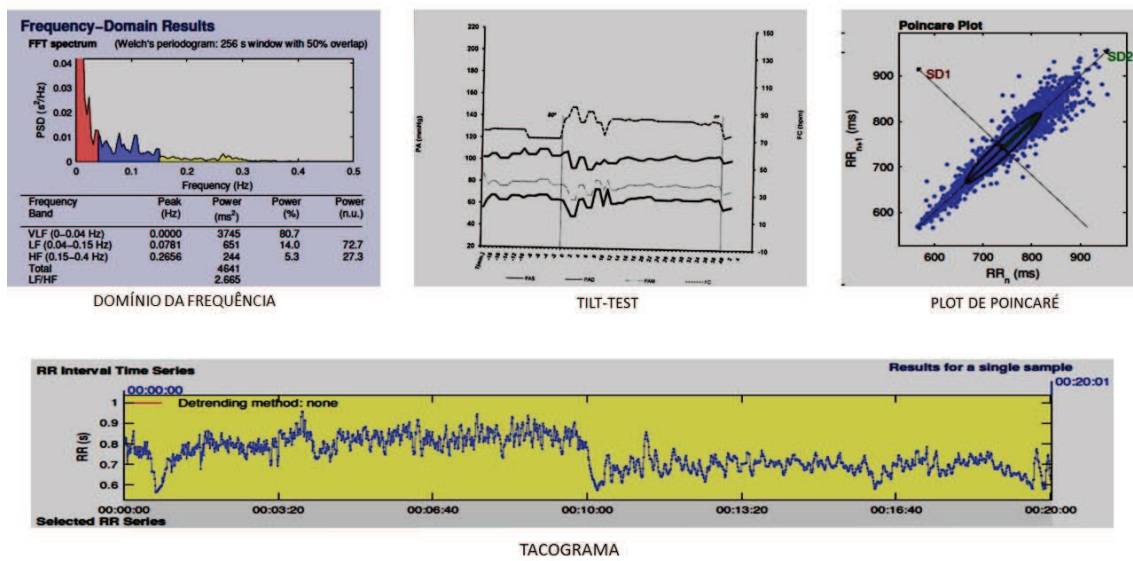 Frequency-Domain Results
FFT spectrum (Welch's periodogram: 256 s window with 50% overlap)
PSD (s²/Hz)
0.04
0.03
0.02
0.01
0
0 0.1 0.2 0.3 0.4 0.5
Frequency (Hz)
Frequency Band Peak (Hz) Power (ms²) Power (%) Power (n.u.)
VLF (0-0.04 Hz) 0.0000 3745 80.7
LF (0.04-0.15 Hz) 0.0781 651 14.0 72.7
HF (0.15-0.4 Hz) 0.2656 244 5.3 27.3
Total 4641
LF/HF 2.665
DOMÍNIO DA FREQUÊNCIA
PA (mmHg)
220
200
180
160
140
120
100
80
60
40
20
FC (bpm)
150
130
110
90
70
50
30
10
-10
PAS PAD PAM FC
TILT-TEST
Poincare Plot
SD1
SD2
RRn+1 (ms)
900
800
700
600
600 700 800 900
RRn (ms)
PLOT DE POINCARÉ
RR Interval Time Series
Results for a single sample
00:00:00
00:20:01
Detrending method: none
RR (s)
1
0.9
0.8
0.7
0.6
00:00:00 00:03:20 00:06:40 00:10:00 00:13:20 00:16:40 00:20:00
Selected RR Series
TACOGRAMA